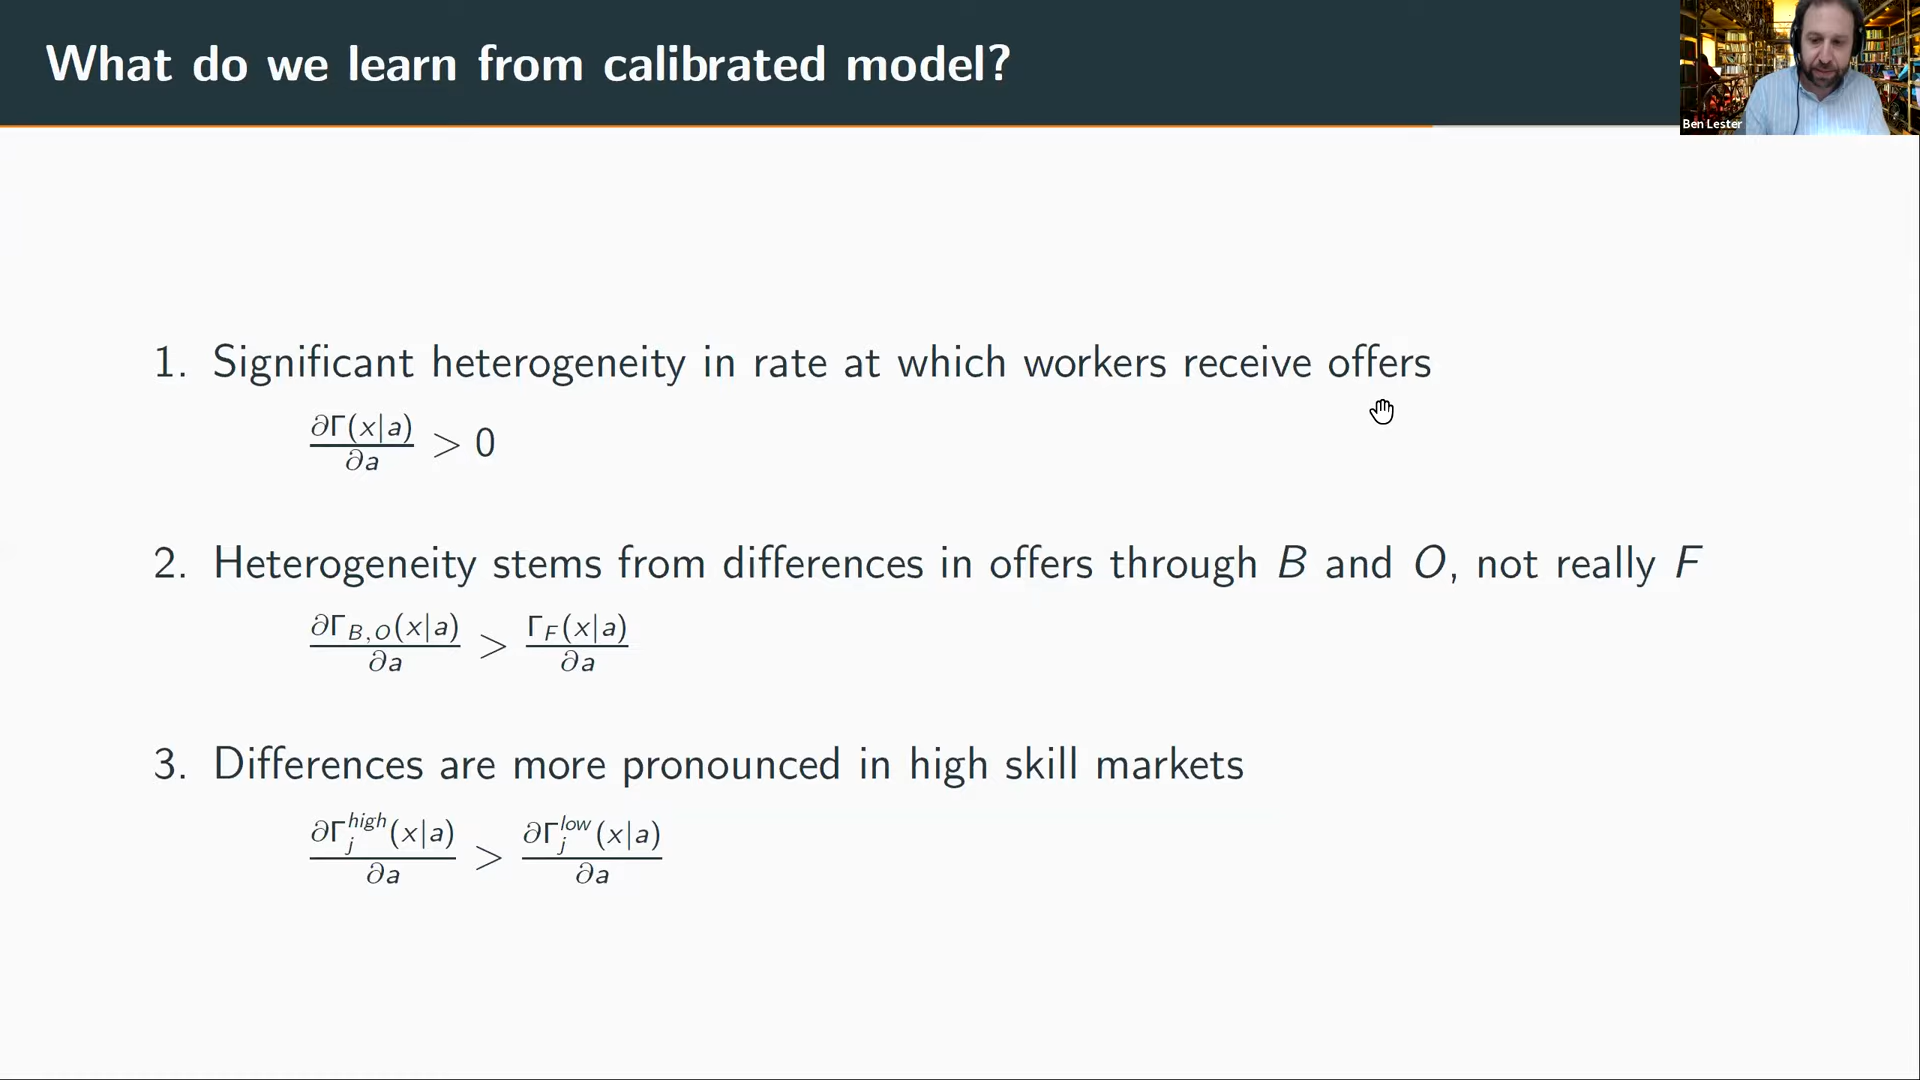 What do we learn from calibrated model?
Ben Lester
1. Significant heterogeneity in rate at which workers receive offers
∂Γ(x|a)/∂a > 0
2. Heterogeneity stems from differences in offers through B and O, not really F
∂Γ_{B,O}(x|a)/∂a > Γ_F(x|a)/∂a
3. Differences are more pronounced in high skill markets
∂Γ_j^{high}(x|a)/∂a > ∂Γ_j^{low}(x|a)/∂a